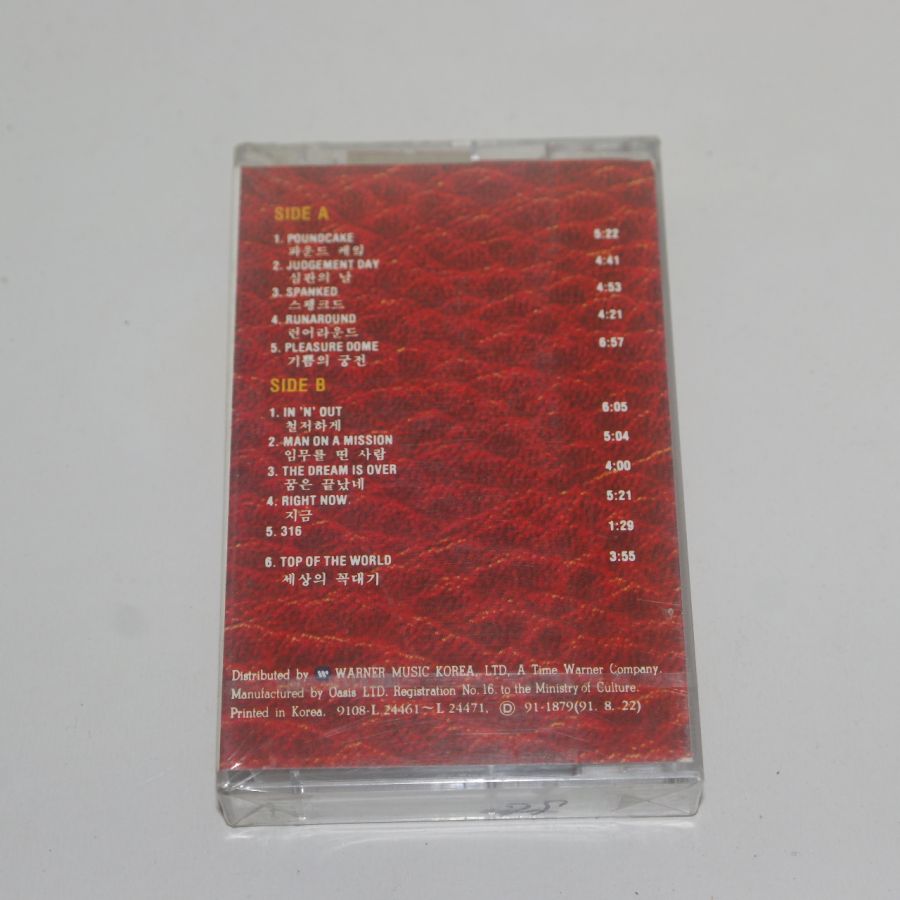 SIDE A
1. POUNDCAKE 5:22
파운드 케잌
2. JUDGEMENT DAY 4:41
심판의 날
3. SPANKED 4:53
스팽크드
4. RUNAROUND 4:21
런어라운드
5. PLEASURE DOME 6:57
기쁨의 궁전
SIDE B
1. IN 'N' OUT 6:05
철저하게
2. MAN ON A MISSION 5:04
임무를 띤 사람
3. THE DREAM IS OVER 4:00
꿈은 끝났네
4. RIGHT NOW 5:21
지금
5. 316 1:29
6. TOP OF THE WORLD 3:55
세상의 꼭대기
Distributed by WARNER MUSIC KOREA, LTD, A Time Warner Company.
Manufactured by Oasis LTD. Registration No. 16. to the Ministry of Culture.
Printed in Korea. 9108-L 24461~L 24471. Ⓓ 91-1879(91. 8. 22)